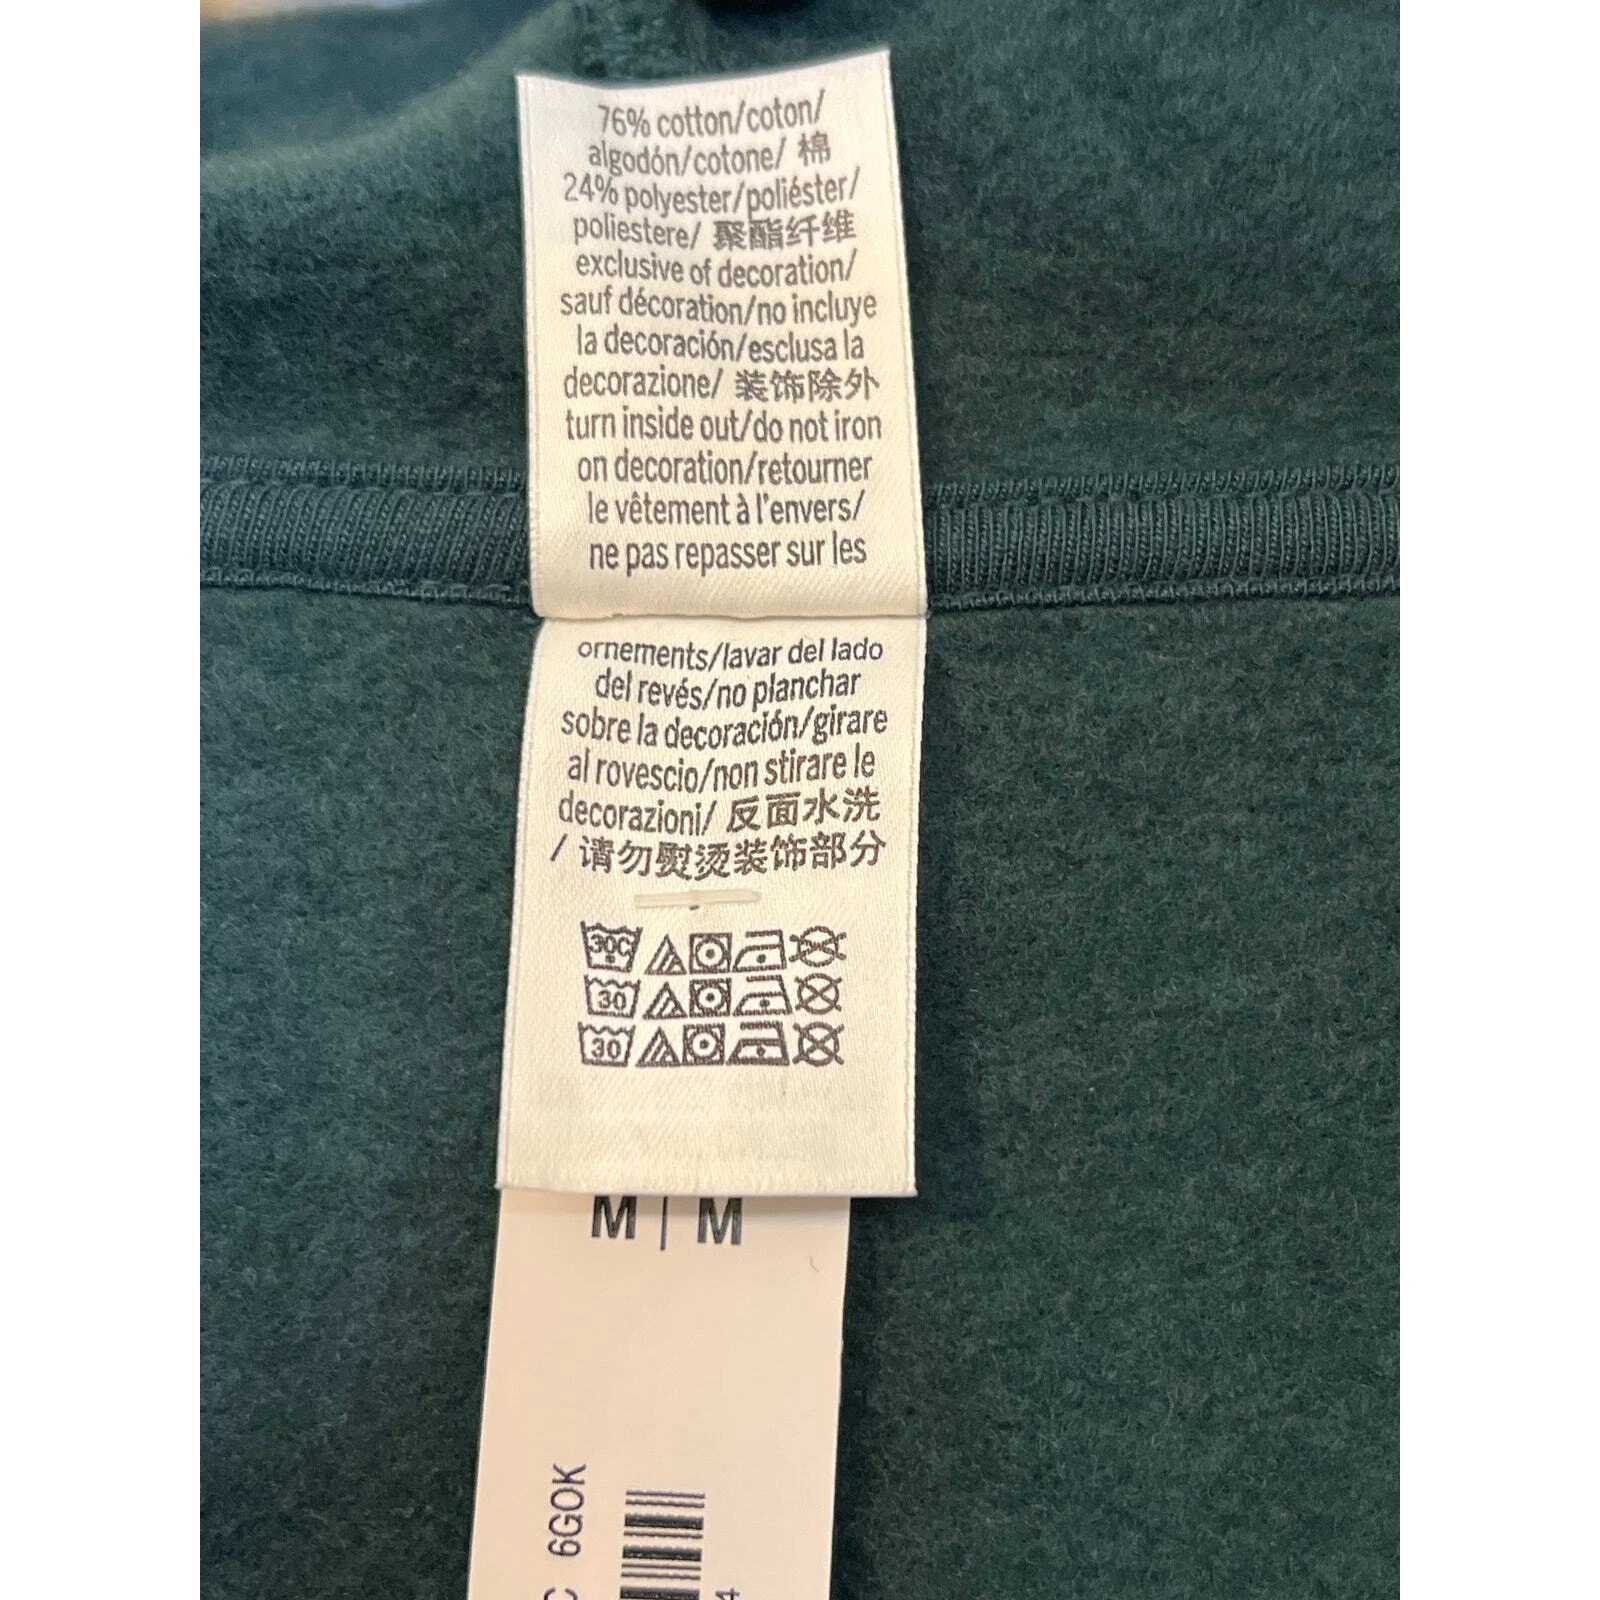 76% cotton/coton/
algodón/cotone/ 棉
24% polyester/poliéster/
poliestere/ 聚酯纤维
exclusive of decoration/
sauf décoration/no incluye
la decoración/esclusa la
decorazione/ 装饰除外
turn inside out/do not iron
on decoration/retourner
le vêtement à l'envers/
ne pas repasser sur les
ornements/lavar del lado
del revés/no planchar
sobre la decoración/girare
al rovescio/non stirare le
decorazioni/ 反面水洗
/ 请勿熨烫装饰部分
30C
30
30
M | M
C 6GOK
4